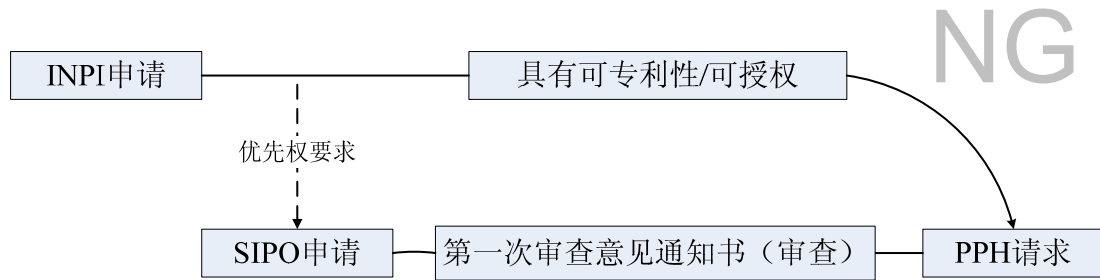 NG
INPI申请
具有可专利性/可授权
优先权要求
SIPO申请
第一次审查意见通知书（审查）
PPH请求